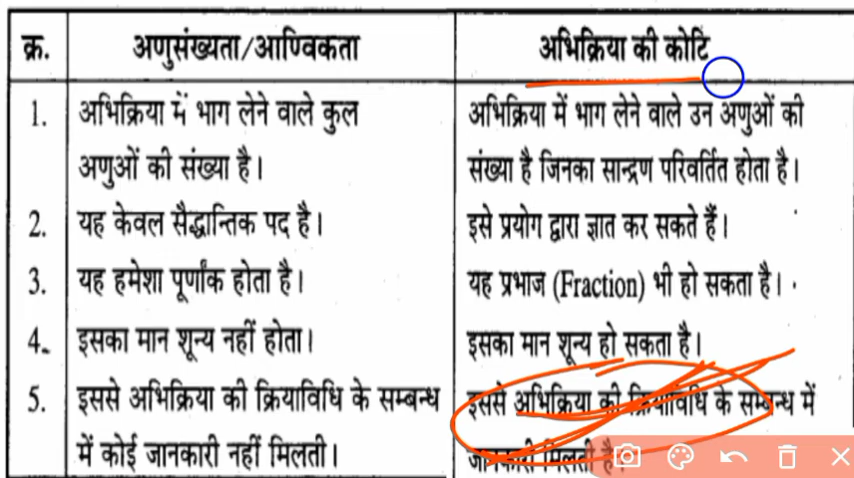 क्र. अणुसंख्यता/आण्विकता अभिक्रिया की कोटि
1. अभिक्रिया में भाग लेने वाले कुल अभिक्रिया में भाग लेने वाले उन अणुओं की
अणुओं की संख्या है। संख्या है जिनका सान्द्रण परिवर्तित होता है।
2. यह केवल सैद्धान्तिक पद है। इसे प्रयोग द्वारा ज्ञात कर सकते हैं।
3. यह हमेशा पूर्णांक होता है। यह प्रभाज (Fraction) भी हो सकता है।
4. इसका मान शून्य नहीं होता। इसका मान शून्य हो सकता है।
5. इससे अभिक्रिया की क्रियाविधि के सम्बन्ध इससे अभिक्रिया की क्रियाविधि के सम्बन्ध में
में कोई जानकारी नहीं मिलती। जानकारी मिलती है